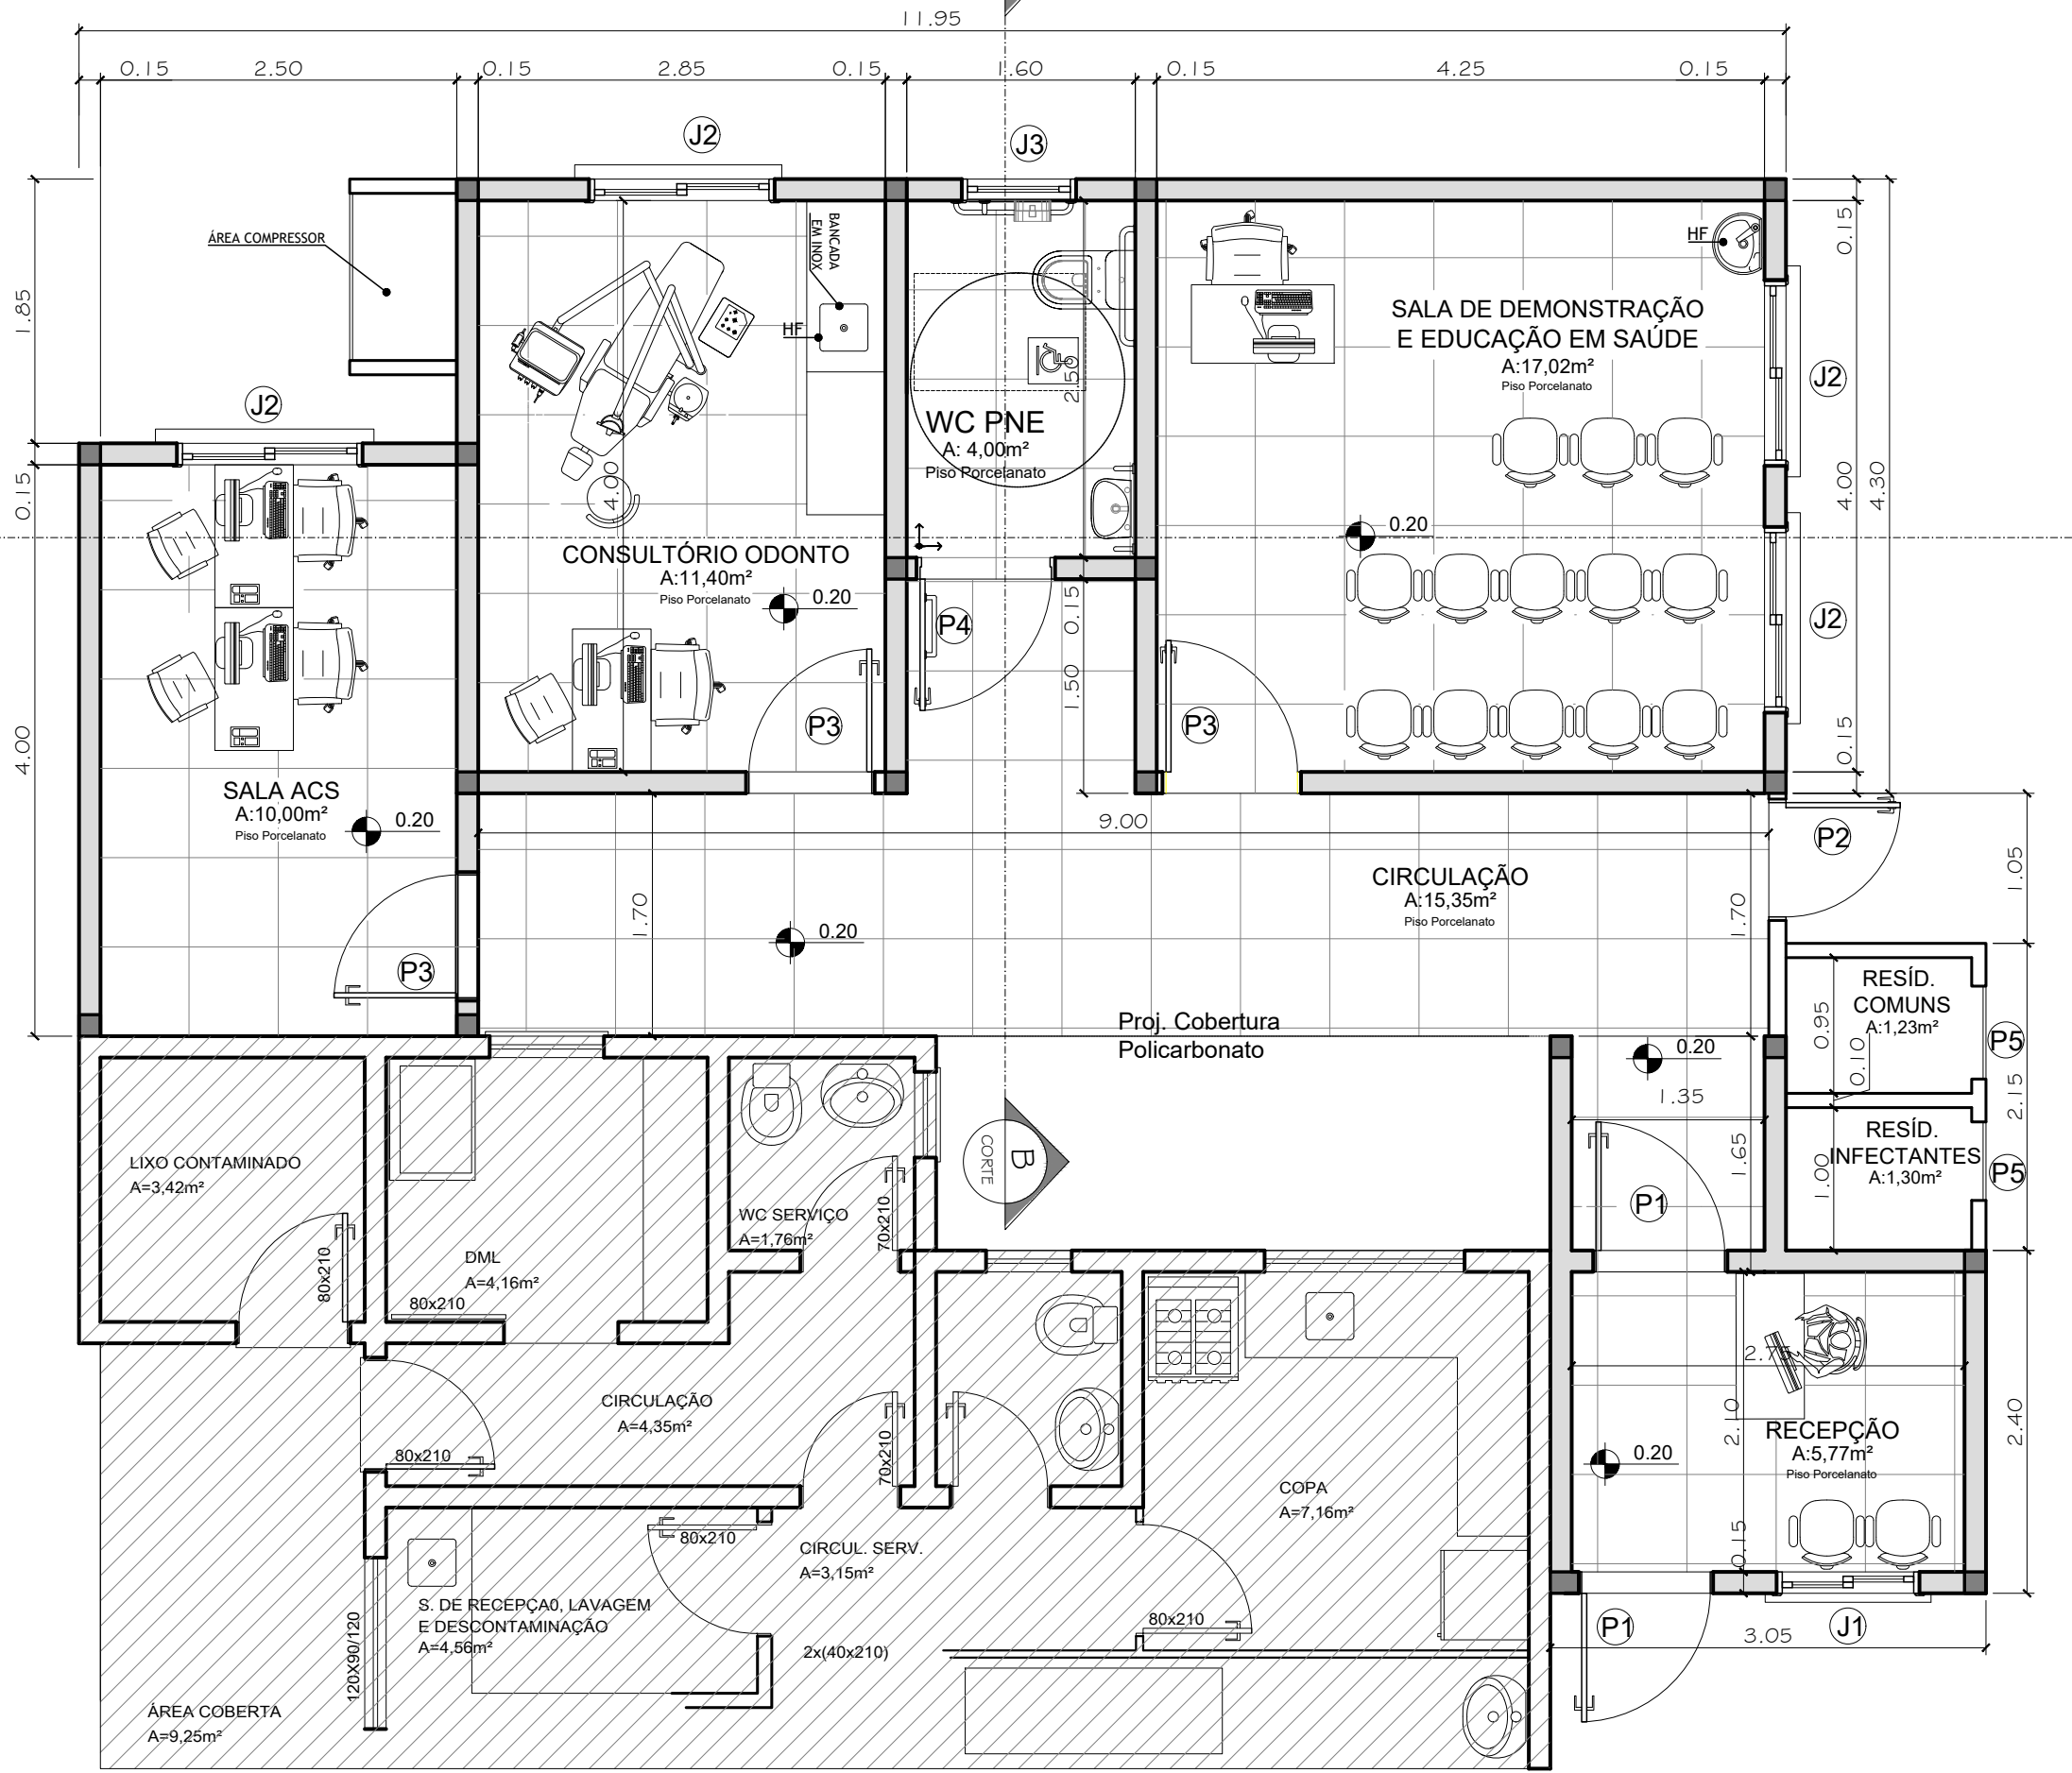 11.95
0.15
2.50
0.15
2.85
0.15
1.60
0.15
4.25
0.15
J2
J3
ÁREA COMPRESSOR
BANCADA
EM INOX
HF
HF
SALA DE DEMONSTRAÇÃO
E EDUCAÇÃO EM SAÚDE
A:17,02m²
Piso Porcelanato
0.15
1.85
J2
J2
2.50
WC PNE
A: 4,00m²
Piso Porcelanato
0.15
4.00
4.00
4.30
0.20
CONSULTÓRIO ODONTO
A:11,40m²
Piso Porcelanato
0.20
P4
0.15
J2
1.50
P3
P3
0.15
4.00
SALA ACS
A:10,00m²
Piso Porcelanato
0.20
9.00
P2
1.05
CIRCULAÇÃO
A:15,35m²
Piso Porcelanato
1.70
0.20
1.70
P3
RESÍD.
COMUNS
A:1,23m²
0.95
Proj. Cobertura
Policarbonato
0.20
0.10
P5
2.15
1.35
RESÍD.
INFECTANTES
A:1,30m²
1.00
P5
1.65
B
CORTE
LIXO CONTAMINADO
A=3,42m²
P1
WC SERVIÇO
A=1,76m²
70x210
80x210
DML
A=4,16m²
80x210
2.75
CIRCULAÇÃO
A=4,35m²
2.10
RECEPÇÃO
A:5,77m²
Piso Porcelanato
2.40
80x210
70x210
0.20
COPA
A=7,16m²
80x210
CIRCUL. SERV.
A=3,15m²
0.15
S. DE RECEPÇA0, LAVAGEM
E DESCONTAMINAÇÃO
A=4,56m²
120X90/120
80x210
2x(40x210)
P1
3.05
J1
ÁREA COBERTA
A=9,25m²